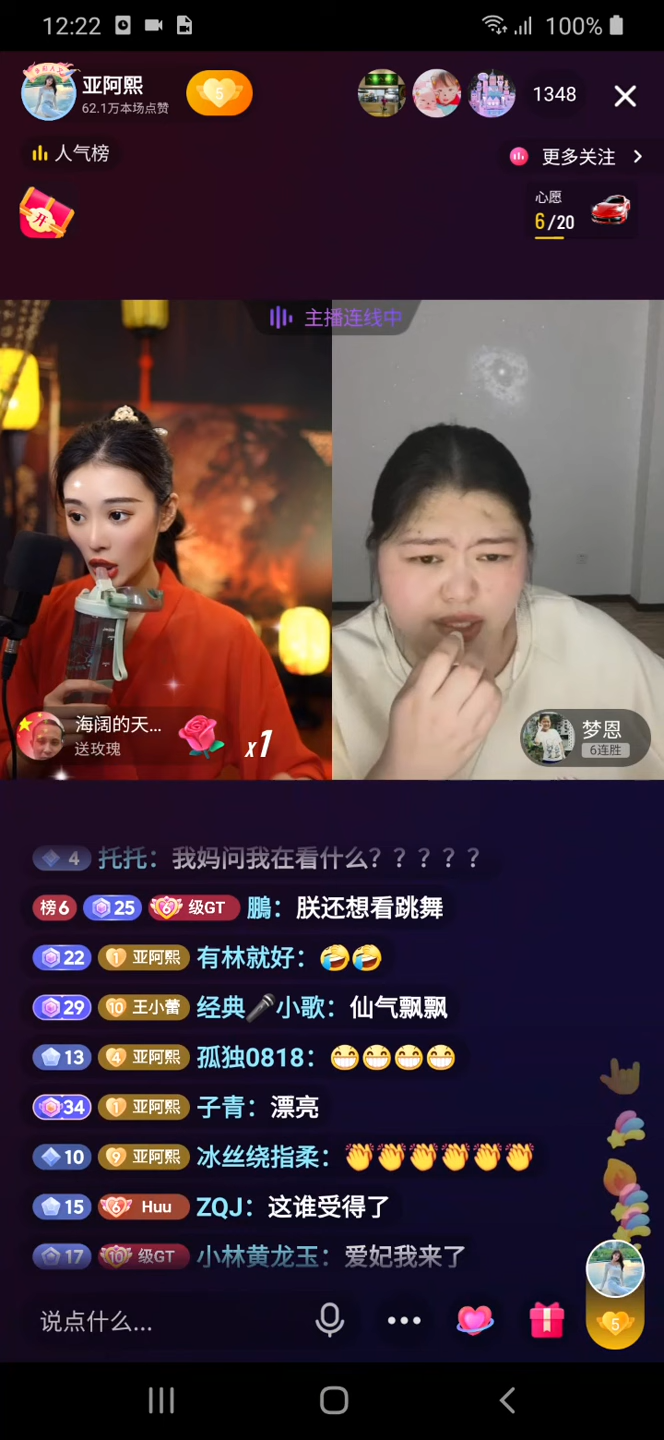 12:22
100%
亚阿熙
62.1万本场点赞
5
1348
人气榜
更多关注
开
心愿
6/20
主播连线中
海阔的天...
送玫瑰
x1
梦恩
6连胜
4 托托：我妈问我在看什么？？？？？
榜6 25 6 级GT 鵬：朕还想看跳舞
22 1 亚阿熙 有林就好：🤣🤣
29 10 王小蕾 经典🎤小歌：仙气飘飘
13 4 亚阿熙 孤独0818：😁😁😁😁
34 1 亚阿熙 子青：漂亮
10 9 亚阿熙 冰丝绕指柔：👏👏👏👏👏👏
15 6 Huu ZQJ：这谁受得了
17 10 级GT 小林黄龙玉：爱妃我来了
说点什么...
5